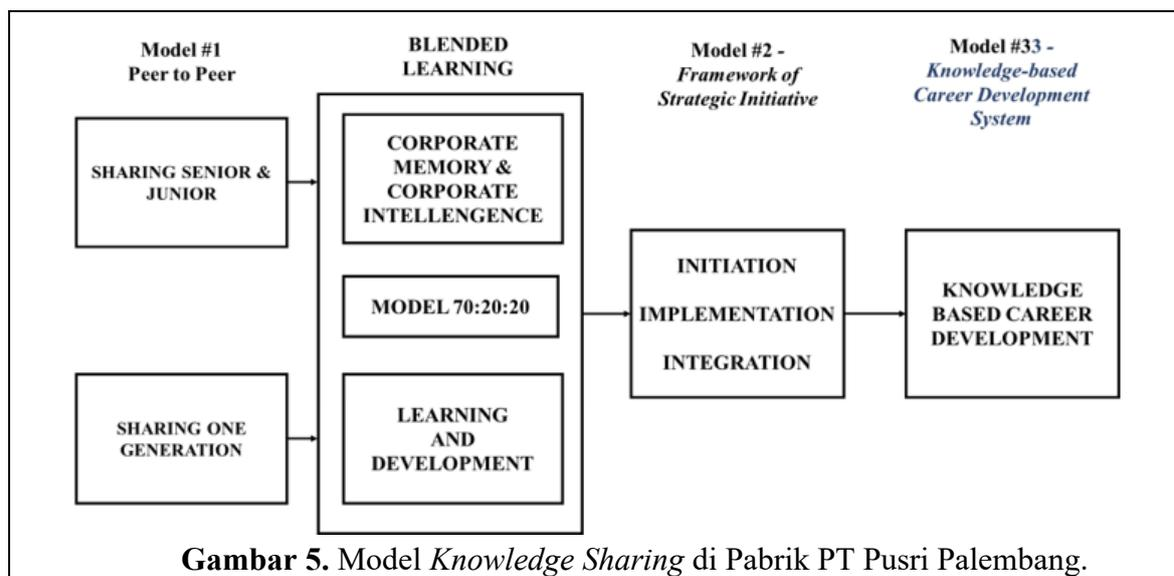 Model #1
Peer to Peer
BLENDED
LEARNING
Model #2 -
Framework of
Strategic Initiative
Model #33 -
Knowledge-based
Career Development
System
SHARING SENIOR &
JUNIOR
CORPORATE
MEMORY &
CORPORATE
INTELLENGENCE
MODEL 70:20:20
SHARING ONE
GENERATION
LEARNING
AND
DEVELOPMENT
INITIATION
IMPLEMENTATION
INTEGRATION
KNOWLEDGE
BASED CAREER
DEVELOPMENT
Gambar 5. Model Knowledge Sharing di Pabrik PT Pusri Palembang.